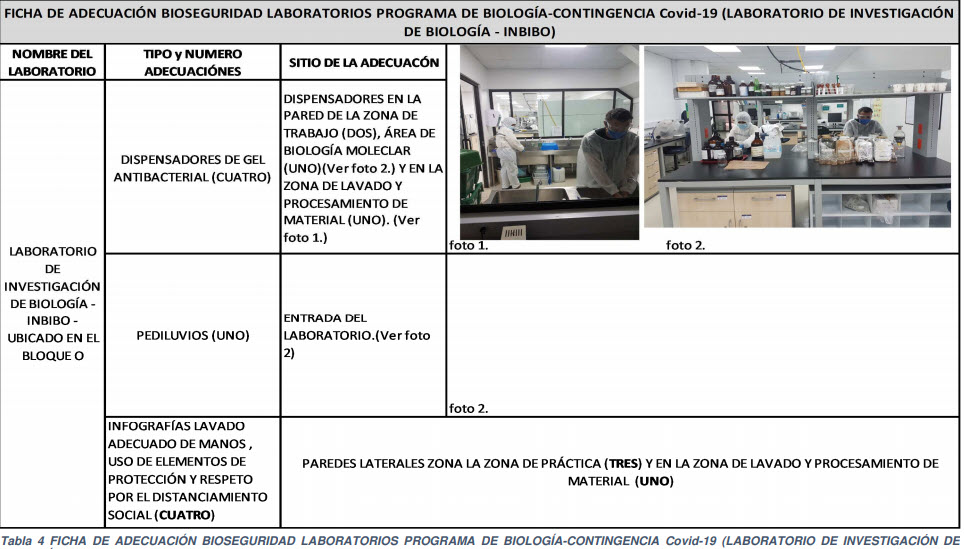 FICHA DE ADECUACIÓN BIOSEGURIDAD LABORATORIOS PROGRAMA DE BIOLOGÍA-CONTINGENCIA Covid-19 (LABORATORIO DE INVESTIGACIÓN
DE BIOLOGÍA - INBIBO)
NOMBRE DEL
LABORATORIO
TIPO y NUMERO
ADECUACIÓNES
SITIO DE LA ADECUACÓN
LABORATORIO
DE
INVESTIGACIÓN
DE BIOLOGÍA -
INBIBO -
UBICADO EN EL
BLOQUE O
DISPENSADORES DE GEL
ANTIBACTERIAL (CUATRO)
DISPENSADORES EN LA
PARED DE LA ZONA DE
TRABAJO (DOS), ÁREA DE
BIOLOGÍA MOLECLAR
(UNO)(Ver foto 2.) Y EN LA
ZONA DE LAVADO Y
PROCESAMIENTO DE
MATERIAL (UNO). (Ver
foto 1.)
foto 1.
foto 2.
PEDILUVIOS (UNO)
ENTRADA DEL
LABORATORIO.(Ver foto
2)
foto 2.
INFOGRAFÍAS LAVADO
ADECUADO DE MANOS ,
USO DE ELEMENTOS DE
PROTECCIÓN Y RESPETO
POR EL DISTANCIAMIENTO
SOCIAL (CUATRO)
PAREDES LATERALES ZONA LA ZONA DE PRÁCTICA (TRES) Y EN LA ZONA DE LAVADO Y PROCESAMIENTO DE
MATERIAL (UNO)
Tabla 4 FICHA DE ADECUACIÓN BIOSEGURIDAD LABORATORIOS PROGRAMA DE BIOLOGÍA-CONTINGENCIA Covid-19 (LABORATORIO DE INVESTIGACIÓN DE